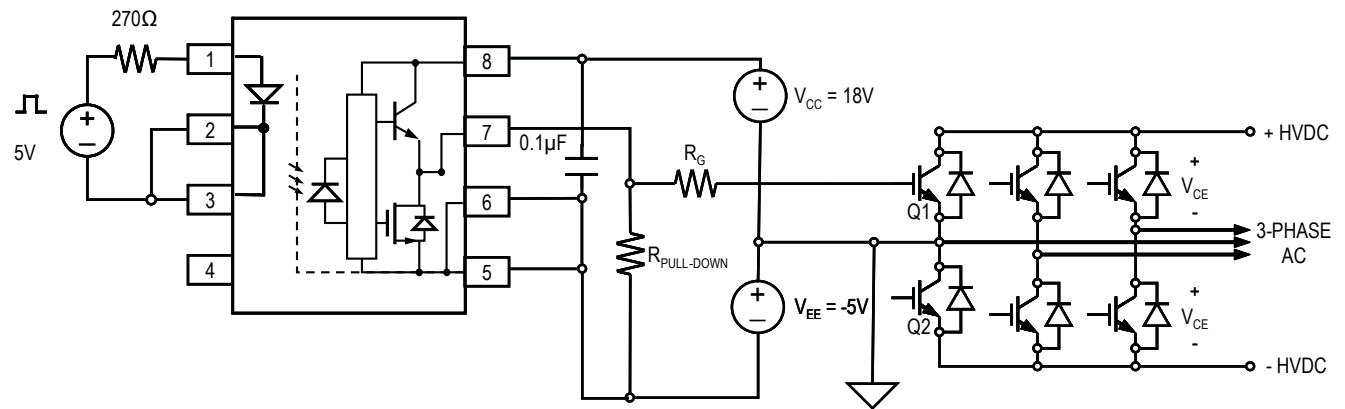 270Ω
5V
+
–
1
2
3
4
8
7
6
5
0.1µF
R_G
R_PULL-DOWN
+
–
V_CC = 18V
+
–
V_EE = -5V
Q1
Q2
+ HVDC
+
V_CE
-
3-PHASE
AC
+
V_CE
-
- HVDC